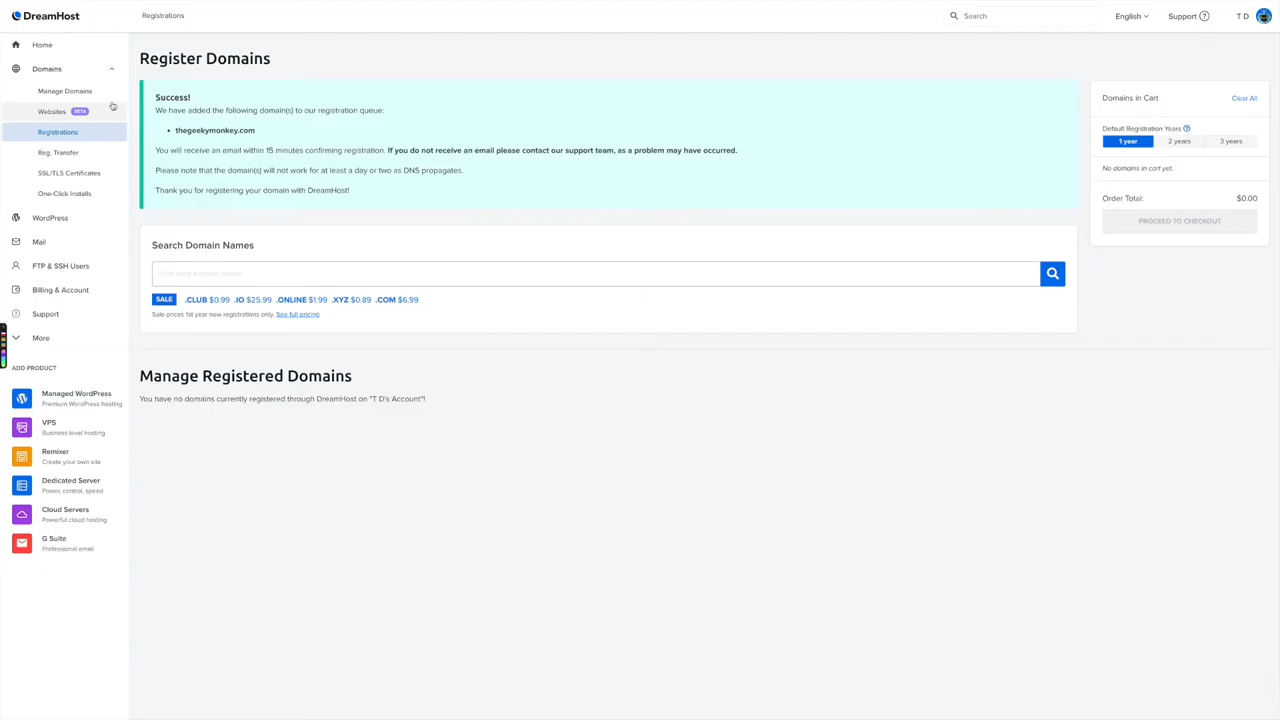 DreamHost
Registrations
Search
English
Support
T D
Home
Domains
Manage Domains
Websites BETA
Registrations
Reg. Transfer
SSL/TLS Certificates
One-Click Installs
WordPress
Mail
FTP & SSH Users
Billing & Account
Support
More
ADD PRODUCT
Managed WordPress
Premium WordPress hosting
VPS
Business level hosting
Remixer
Create your own site
Dedicated Server
Power, control, speed
Cloud Servers
Powerful cloud hosting
G Suite
Professional email
Register Domains
Success!
We have added the following domain(s) to our registration queue:
• thegeekymonkey.com
You will receive an email within 15 minutes confirming registration. If you do not receive an email please contact our support team, as a problem may have occurred.
Please note that the domain(s) will not work for at least a day or two as DNS propagates.
Thank you for registering your domain with DreamHost!
Search Domain Names
Find your domain name
SALE .CLUB $0.99 .IO $25.99 .ONLINE $1.99 .XYZ $0.89 .COM $6.99
Sale prices 1st year new registrations only. See full pricing
Manage Registered Domains
You have no domains currently registered through DreamHost on "T D's Account"!
Domains in Cart
Clear All
Default Registration Years ?
1 year 2 years 3 years
No domains in cart yet.
Order Total: $0.00
PROCEED TO CHECKOUT